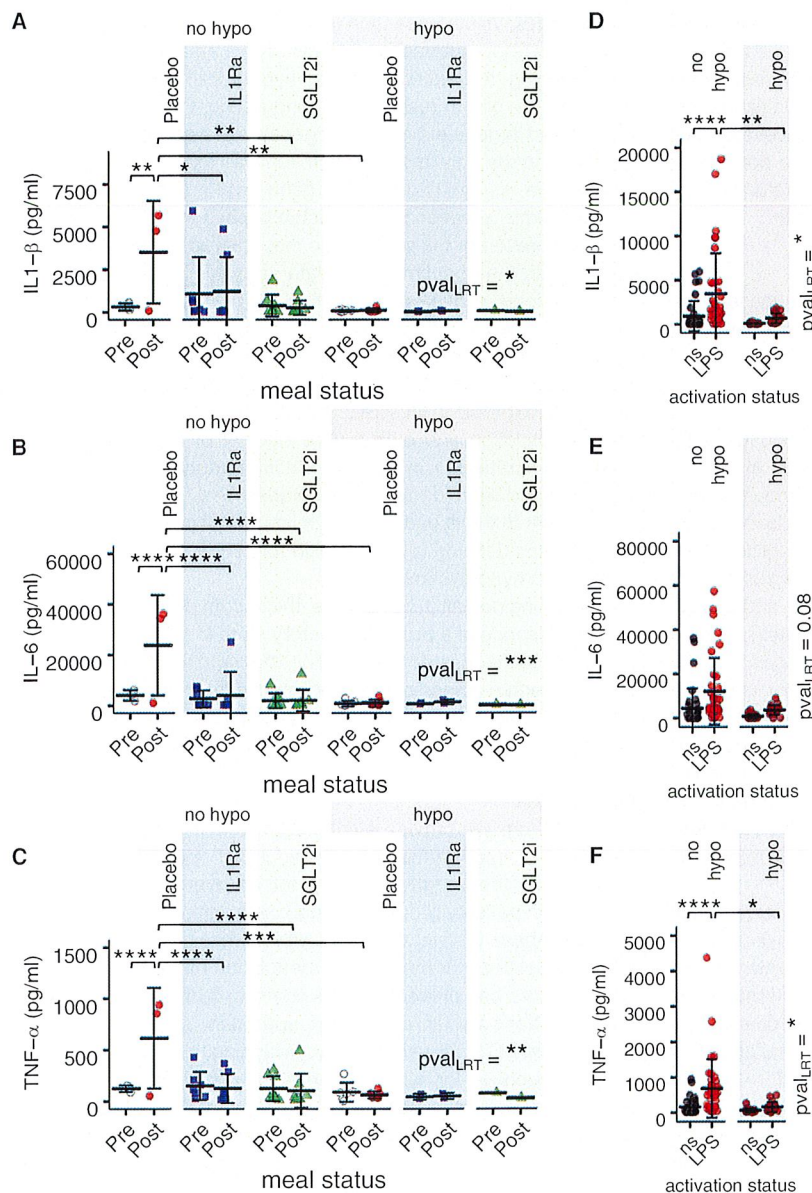 A
no hypo
hypo
Placebo
IL1Ra
SGLT2i
Placebo
IL1Ra
SGLT2i
**
**
**
*
7500
5000
2500
0
IL1−β (pg/ml)
pvalLRT = *
Pre
Post
Pre
Post
Pre
Post
Pre
Post
Pre
Post
Pre
Post
meal status
B
no hypo
hypo
Placebo
IL1Ra
SGLT2i
Placebo
IL1Ra
SGLT2i
****
****
****
****
60000
40000
20000
0
IL−6 (pg/ml)
pvalLRT = ***
Pre
Post
Pre
Post
Pre
Post
Pre
Post
Pre
Post
Pre
Post
meal status
C
no hypo
hypo
Placebo
IL1Ra
SGLT2i
Placebo
IL1Ra
SGLT2i
****
***
****
****
1500
1000
500
0
TNF−α (pg/ml)
pvalLRT = **
Pre
Post
Pre
Post
Pre
Post
Pre
Post
Pre
Post
Pre
Post
meal status
D
no
hypo
hypo
****
**
20000
15000
10000
5000
0
IL1−β (pg/ml)
pvalLRT = *
ns
LPS
ns
LPS
activation status
E
no
hypo
hypo
80000
60000
40000
20000
0
IL−6 (pg/ml)
pvalLRT = 0.08
ns
LPS
ns
LPS
activation status
F
no
hypo
hypo
****
*
5000
4000
3000
2000
1000
0
TNF−α (pg/ml)
pvalLRT = *
ns
LPS
ns
LPS
activation status